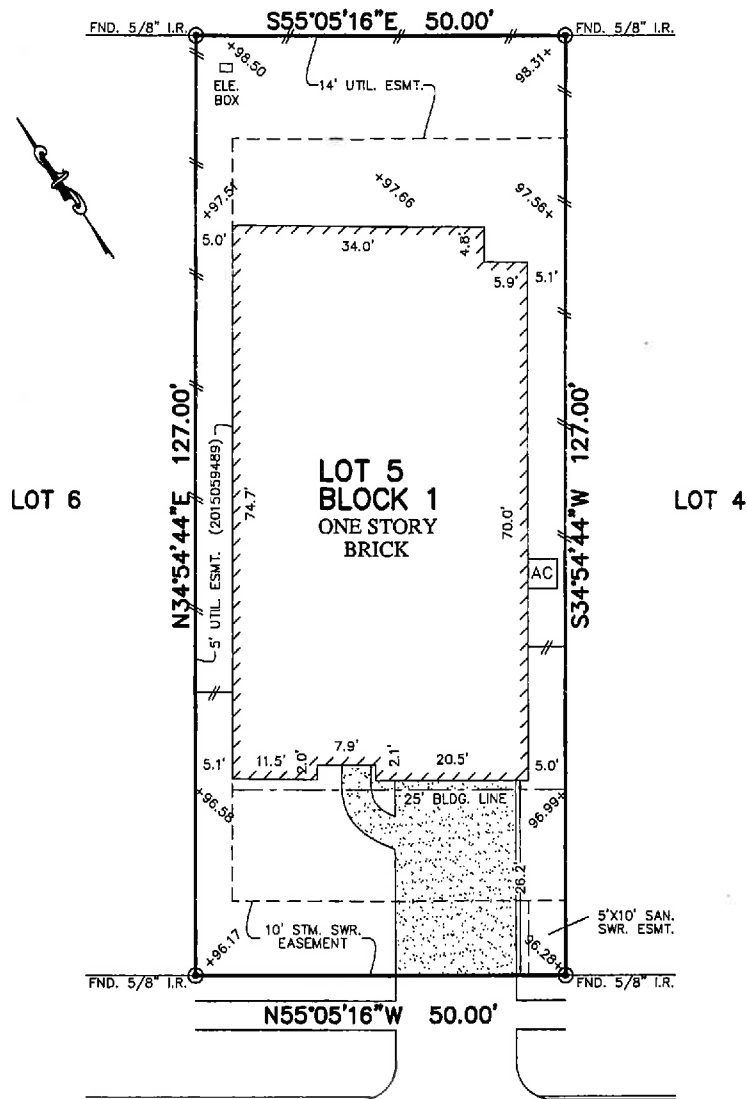 S55°05'16"E 50.00'
FND. 5/8" I.R.
FND. 5/8" I.R.
+98.50
98.31+
ELE.
BOX
14' UTIL. ESMT.
+97.51
+97.66
97.56+
5.0'
34.0'
4.8'
5.9'
5.1'
N34°54'44"E 127.00'
5' UTIL. ESMT. (2015059489)
74.7'
LOT 6
LOT 5
BLOCK 1
ONE STORY
BRICK
70.0'
AC
S34°54'44"W 127.00'
LOT 4
5.1'
11.5'
2.0'
7.9'
2.1'
20.5'
5.0'
+96.58
25' BLDG. LINE
96.99+
26.2'
+96.17
10' STM. SWR.
EASEMENT
96.28+
5'X10' SAN.
SWR. ESMT.
FND. 5/8" I.R.
FND. 5/8" I.R.
N55°05'16"W 50.00'